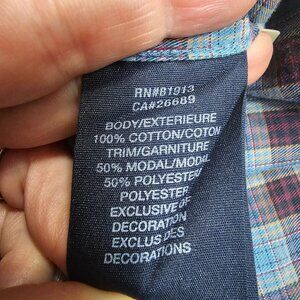 RN#81913
CA#26689
BODY/EXTERIEURE
100% COTTON/COTON
TRIM/GARNITURE
50% MODAL/MODAL
50% POLYESTER
POLYESTER
EXCLUSIVE OF
DECORATION
EXCLUS DES
DECORATIONS